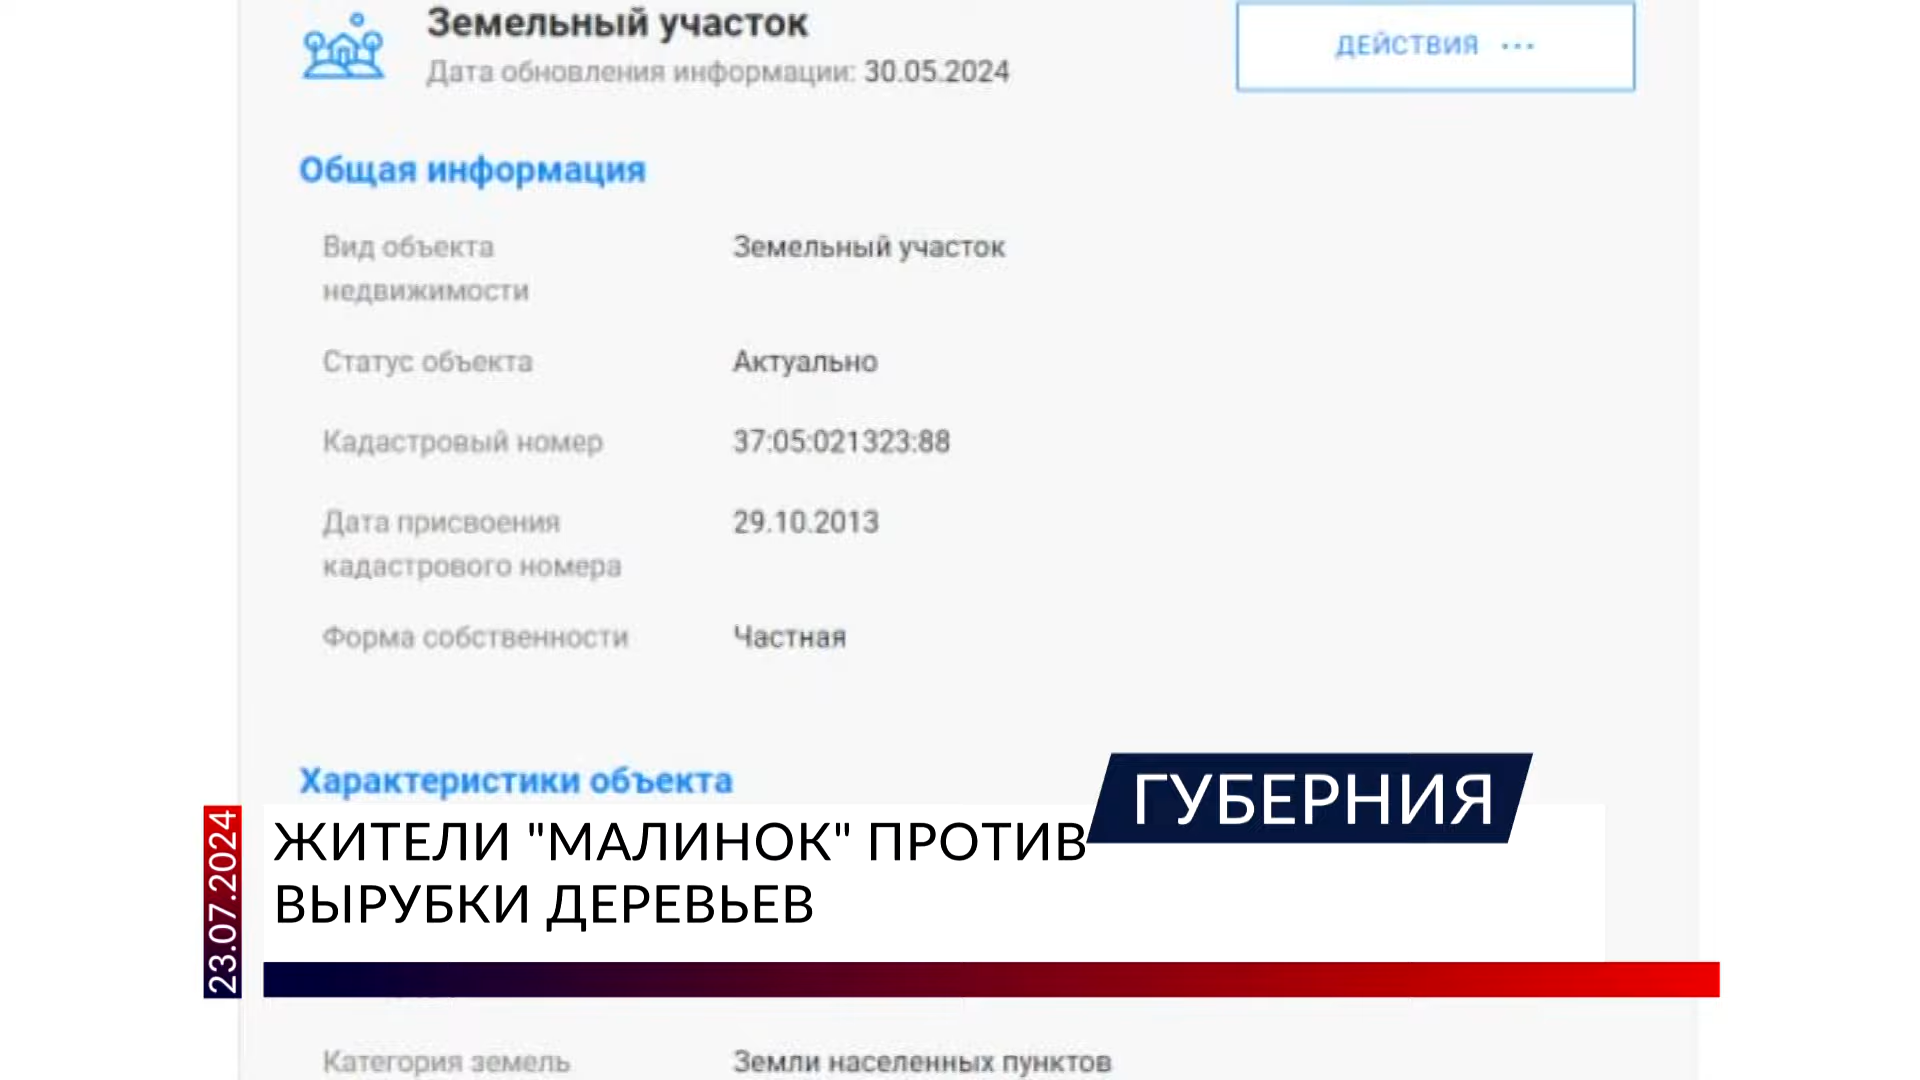 Земельный участок
Дата обновления информации: 30.05.2024
ДЕЙСТВИЯ ...
Общая информация
Вид объекта недвижимости
Земельный участок
Статус объекта
Актуально
Кадастровый номер
37:05:021323:88
Дата присвоения
кадастрового номера
29.10.2013
Форма собственности
Частная
Характеристики объекта
ГУБЕРНИЯ
ЖИТЕЛИ "МАЛИНОК" ПРОТИВ
ВЫРУБКИ ДЕРЕВЬЕВ
23.07.2024
Категория земель
Земли населенных пунктов